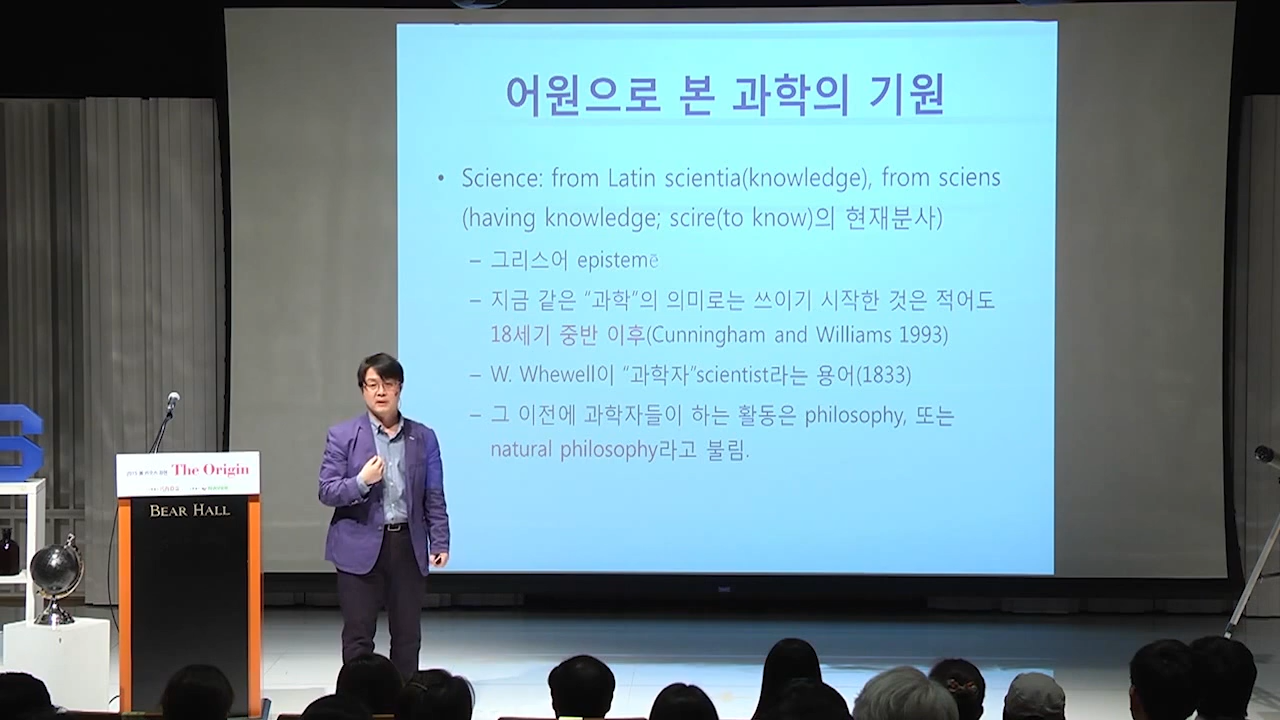 어원으로 본 과학의 기원
• Science: from Latin scientia(knowledge), from sciens
(having knowledge; scire(to know)의 현재분사)
– 그리스어 epistemē
– 지금 같은 “과학”의 의미로는 쓰이기 시작한 것은 적어도
18세기 중반 이후(Cunningham and Williams 1993)
– W. Whewell이 “과학자”scientist라는 용어(1833)
– 그 이전에 과학자들이 하는 활동은 philosophy, 또는
natural philosophy라고 불림.
The Origin
BEAR HALL
S